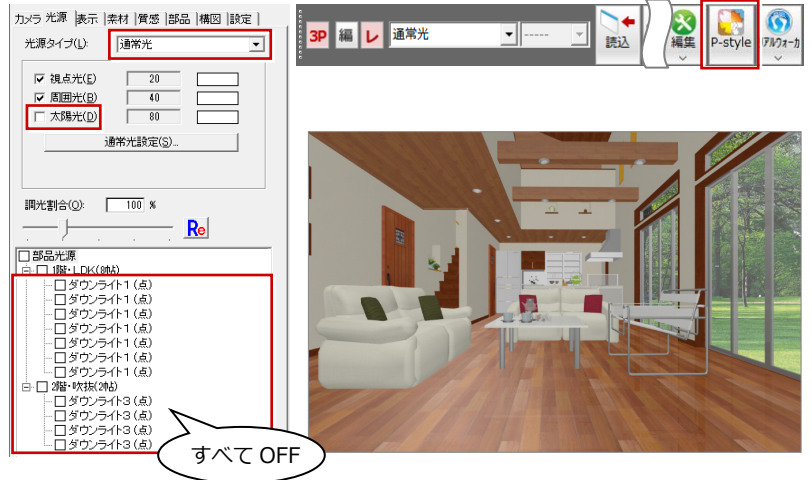 カメラ 光源 表示 素材 質感 部品 構図 設定
光源タイプ(L): 通常光
視点光(E) 20
周囲光(B) 40
太陽光(D) 80
通常光設定(S)...
調光割合(O): 100 %
Re
部品光源
1階・LDK(8帖)
ダウンライト1 (点)
ダウンライト1 (点)
ダウンライト1 (点)
ダウンライト1 (点)
ダウンライト1 (点)
ダウンライト1 (点)
ダウンライト1 (点)
2階・吹抜(2帖)
ダウンライト3 (点)
ダウンライト3 (点)
ダウンライト3 (点)
ダウンライト3 (点)
すべて OFF
3P 編 レ 通常光 -----
読込 編集 P-style リアルウォーカ